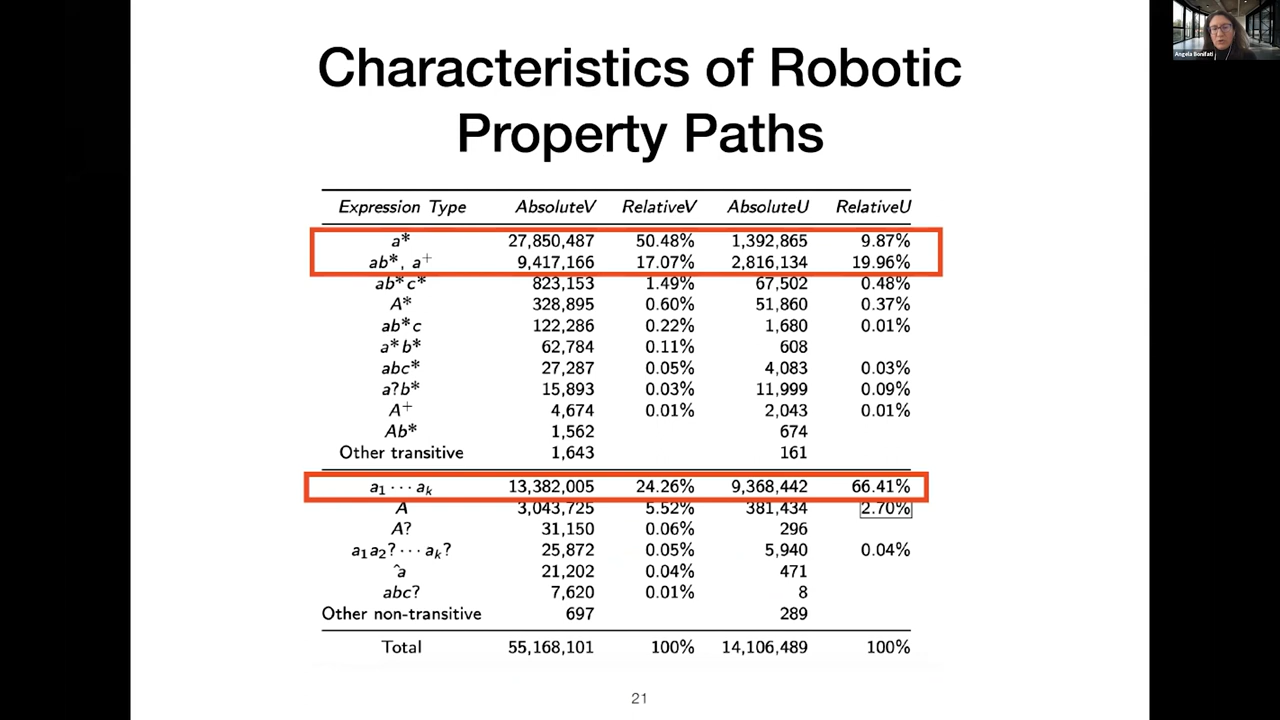 Angela Bonifati
Characteristics of Robotic
Property Paths
Expression Type AbsoluteV RelativeV AbsoluteU RelativeU
a* 27,850,487 50.48% 1,392,865 9.87%
ab*, a⁺ 9,417,166 17.07% 2,816,134 19.96%
ab*c* 823,153 1.49% 67,502 0.48%
A* 328,895 0.60% 51,860 0.37%
ab*c 122,286 0.22% 1,680 0.01%
a*b* 62,784 0.11% 608
abc* 27,287 0.05% 4,083 0.03%
a?b* 15,893 0.03% 11,999 0.09%
A⁺ 4,674 0.01% 2,043 0.01%
Ab* 1,562 674
Other transitive 1,643 161
a₁ ··· aₖ 13,382,005 24.26% 9,368,442 66.41%
A 3,043,725 5.52% 381,434 2.70%
A? 31,150 0.06% 296
a₁a₂? ··· aₖ? 25,872 0.05% 5,940 0.04%
^a 21,202 0.04% 471
abc? 7,620 0.01% 8
Other non-transitive 697 289
Total 55,168,101 100% 14,106,489 100%
21